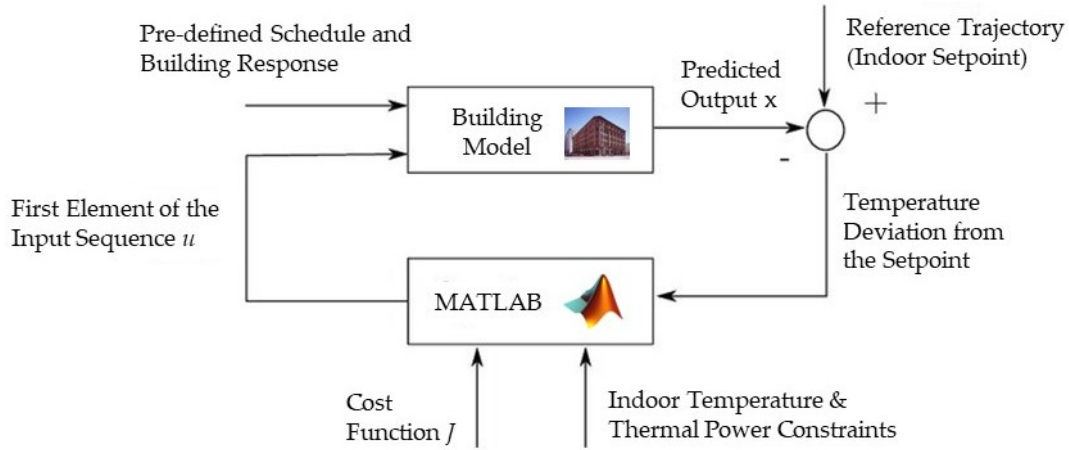 Pre-defined Schedule and
Building Response
Reference Trajectory
(Indoor Setpoint)
Predicted
Output x
+
Building
Model
-
First Element of the
Input Sequence u
Temperature
Deviation from
the Setpoint
MATLAB
Cost
Function J
Indoor Temperature &
Thermal Power Constraints